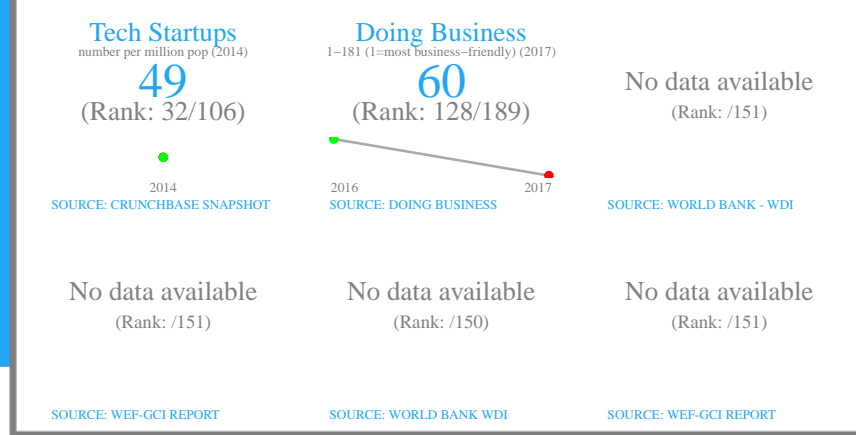 Tech Startups
number per million pop (2014)
49
(Rank: 32/106)
2014
SOURCE: CRUNCHBASE SNAPSHOT
Doing Business
1−181 (1=most business−friendly) (2017)
60
(Rank: 128/189)
2016
2017
SOURCE: DOING BUSINESS
No data available
(Rank: /151)
SOURCE: WORLD BANK - WDI
No data available
(Rank: /151)
SOURCE: WEF-GCI REPORT
No data available
(Rank: /150)
SOURCE: WORLD BANK WDI
No data available
(Rank: /151)
SOURCE: WEF-GCI REPORT